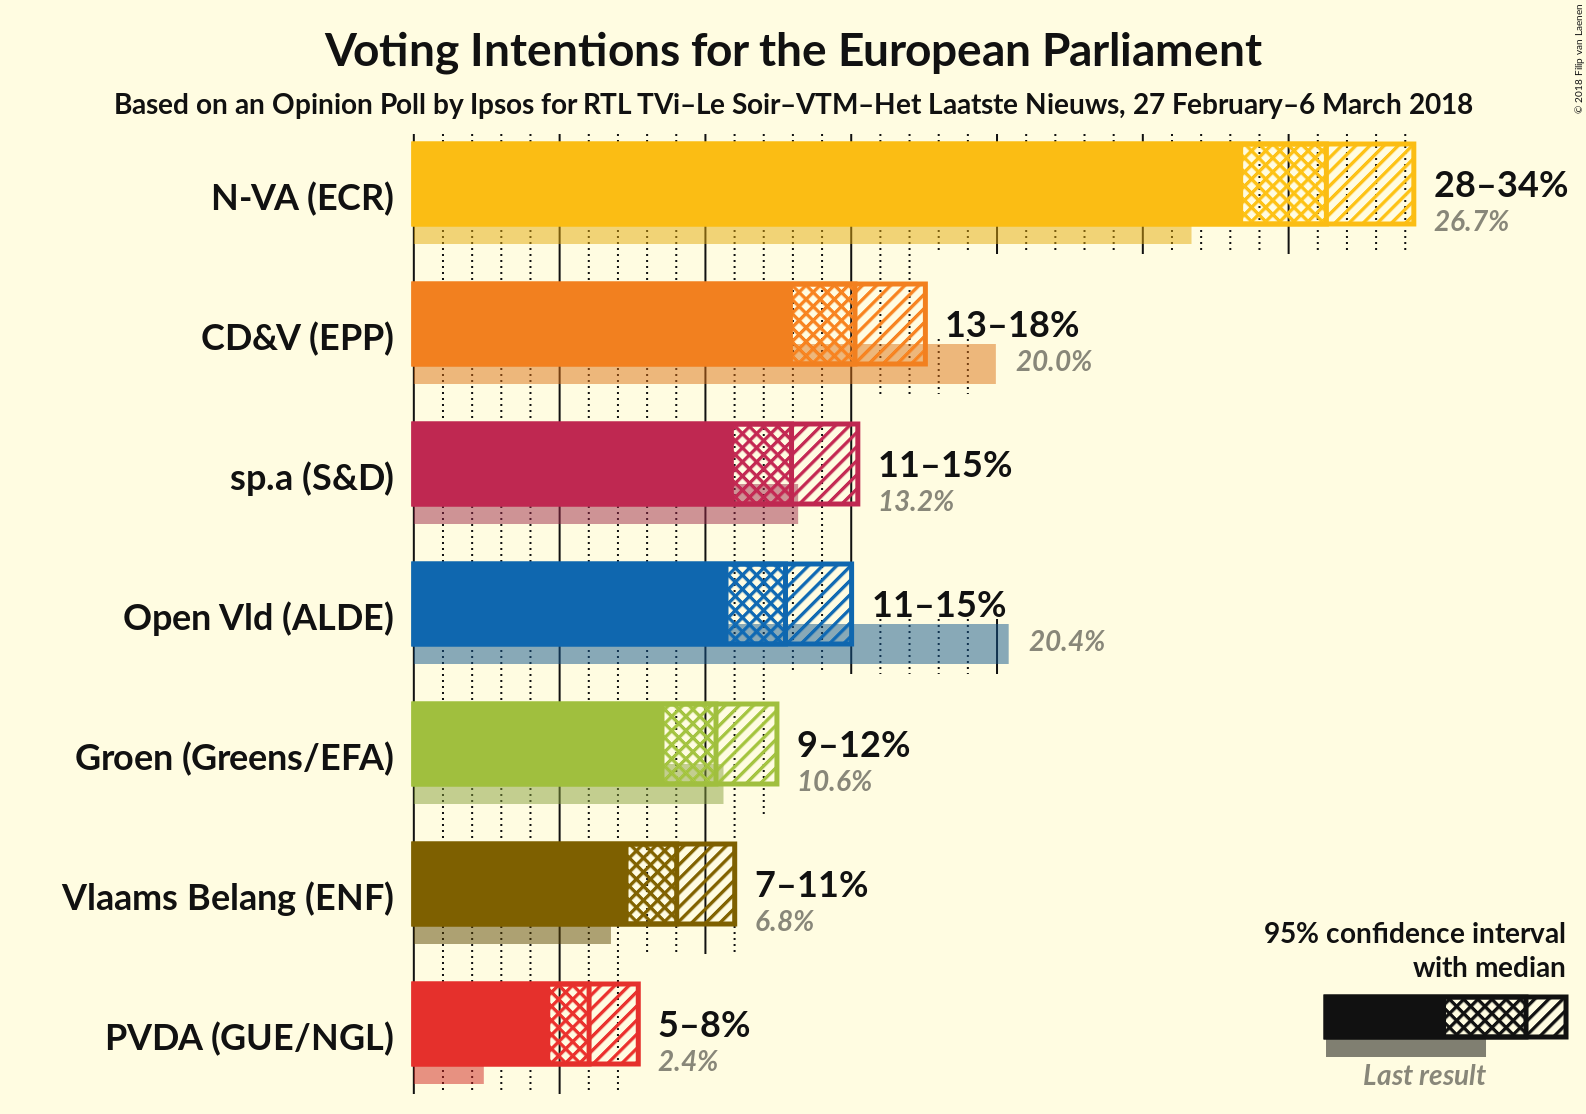 Voting Intentions for the European Parliament
Based on an Opinion Poll by Ipsos for RTL TVi–Le Soir–VTM–Het Laatste Nieuws, 27 February–6 March 2018
© 2018 Filip van Laenen
N-VA (ECR)
28–34%
26.7%
CD&V (EPP)
13–18%
20.0%
sp.a (S&D)
11–15%
13.2%
Open Vld (ALDE)
11–15%
20.4%
Groen (Greens/EFA)
9–12%
10.6%
Vlaams Belang (ENF)
7–11%
6.8%
PVDA (GUE/NGL)
5–8%
2.4%
95% confidence interval
with median
Last result